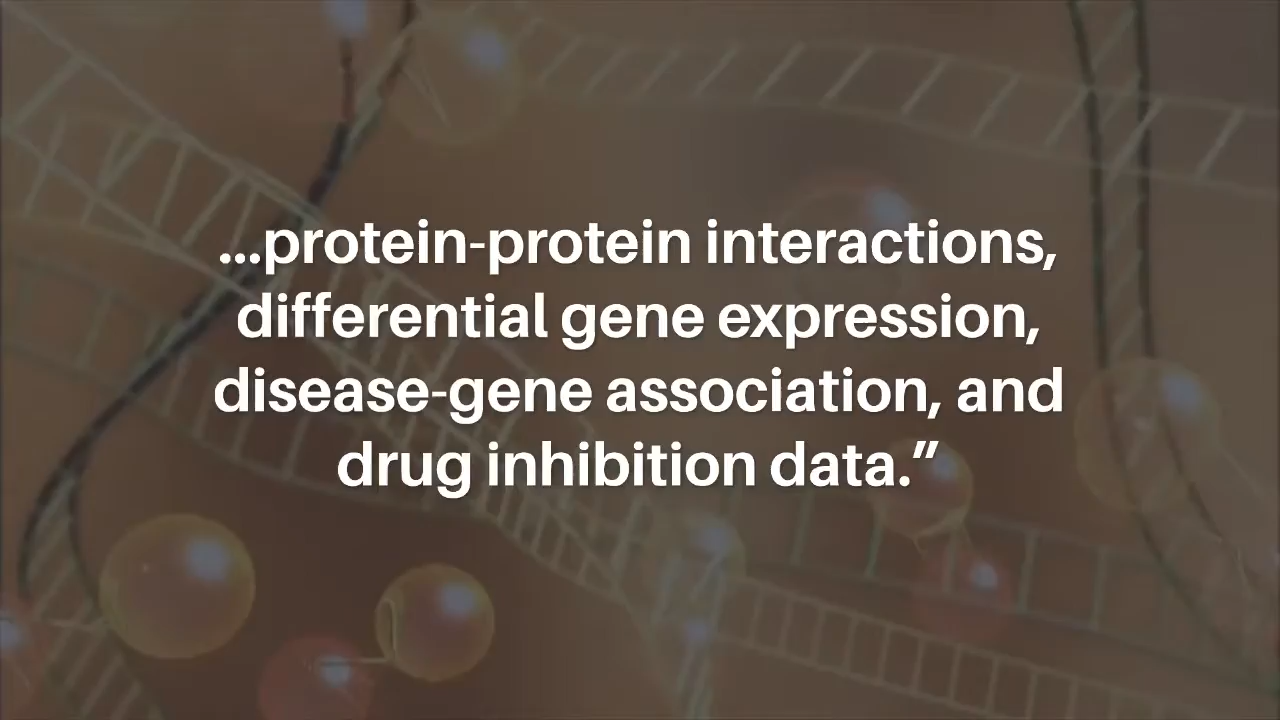 ...protein-protein interactions,
differential gene expression,
disease-gene association, and
drug inhibition data.”